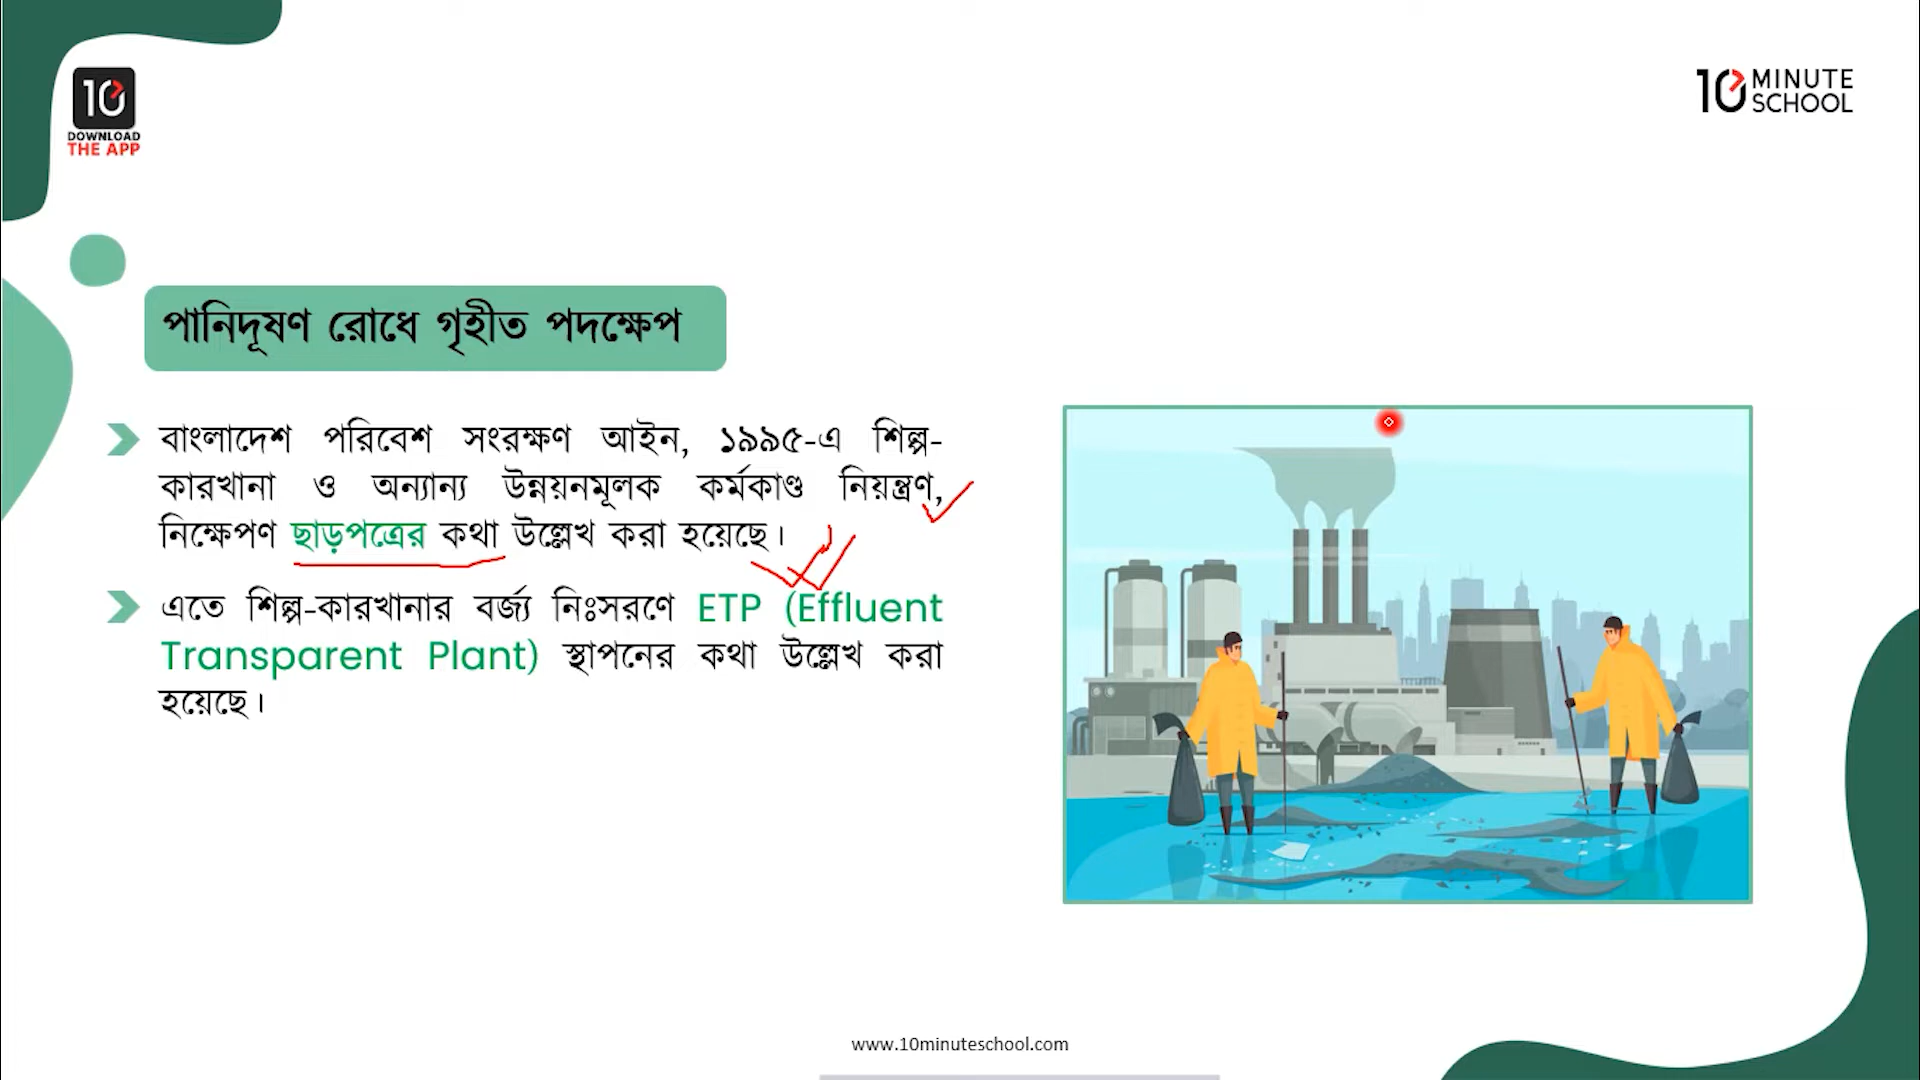 10
DOWNLOAD
THE APP
10 MINUTE
SCHOOL
পানিদূষণ রোধে গৃহীত পদক্ষেপ
বাংলাদেশ পরিবেশ সংরক্ষণ আইন, ১৯৯৫-এ শিল্প-
কারখানা ও অন্যান্য উন্নয়নমূলক কর্মকাণ্ড নিয়ন্ত্রণ,
নিক্ষেপণ ছাড়পত্রের কথা উল্লেখ করা হয়েছে।
এতে শিল্প-কারখানার বর্জ্য নিঃসরণে ETP (Effluent
Transparent Plant) স্থাপনের কথা উল্লেখ করা
হয়েছে।
www.10minuteschool.com